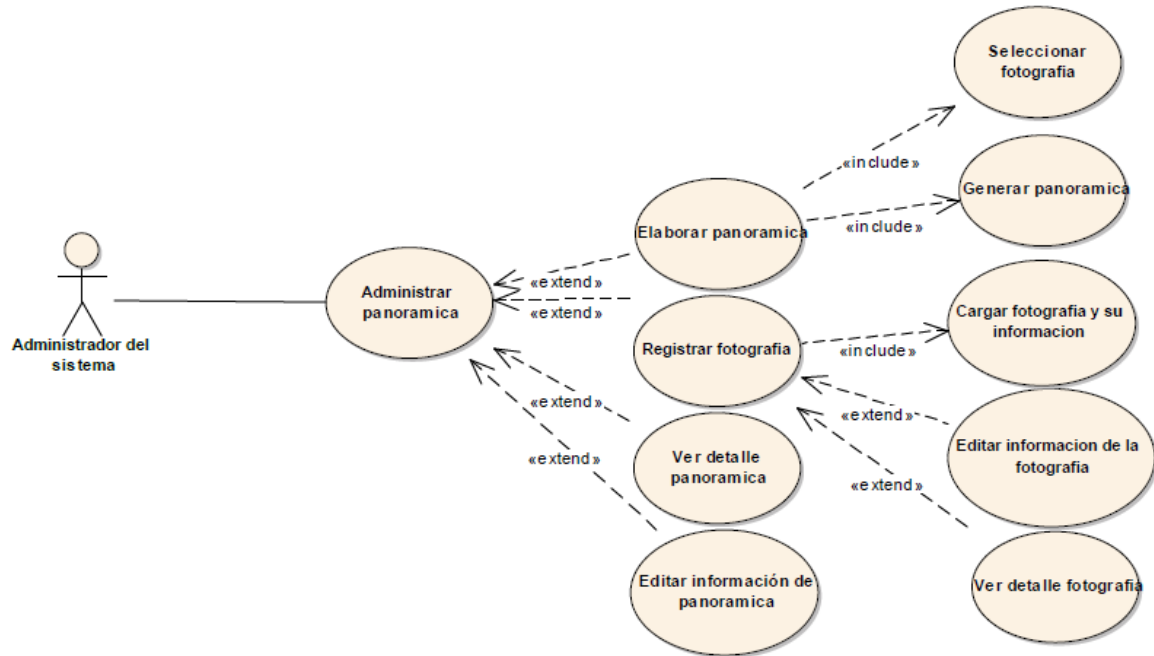 Seleccionar
fotografia
«include»
Generar panoramica
Elaborar panoramica
«include»
«extend»
Administrar
panoramica
«extend»
Cargar fotografia y su
informacion
Administrador del
sistema
Registrar fotografia
«include»
«extend»
«extend»
Editar informacion de la
fotografia
Ver detalle
panoramica
«extend»
«extend»
Editar información de
panoramica
Ver detalle fotografia